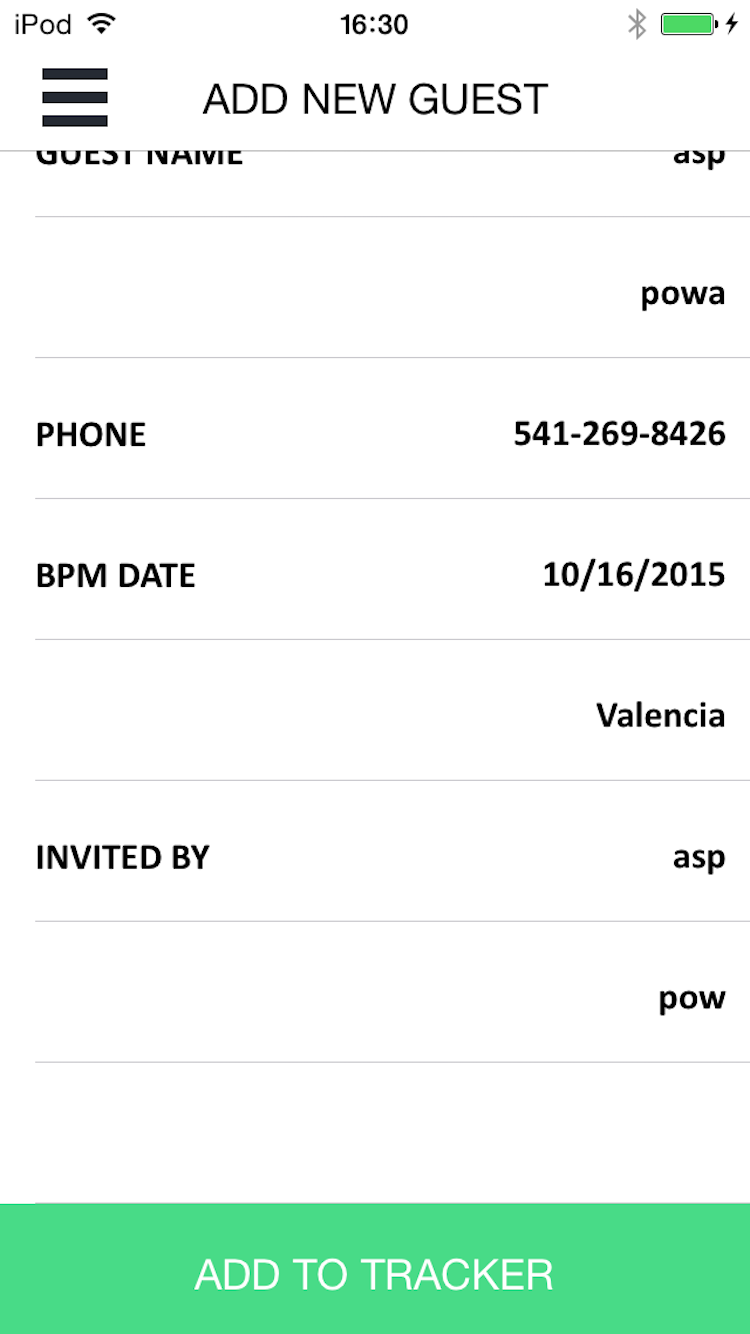 iPod 16:30
ADD NEW GUEST
GUEST NAME asp
powa
PHONE 541-269-8426
BPM DATE 10/16/2015
Valencia
INVITED BY asp
pow
ADD TO TRACKER